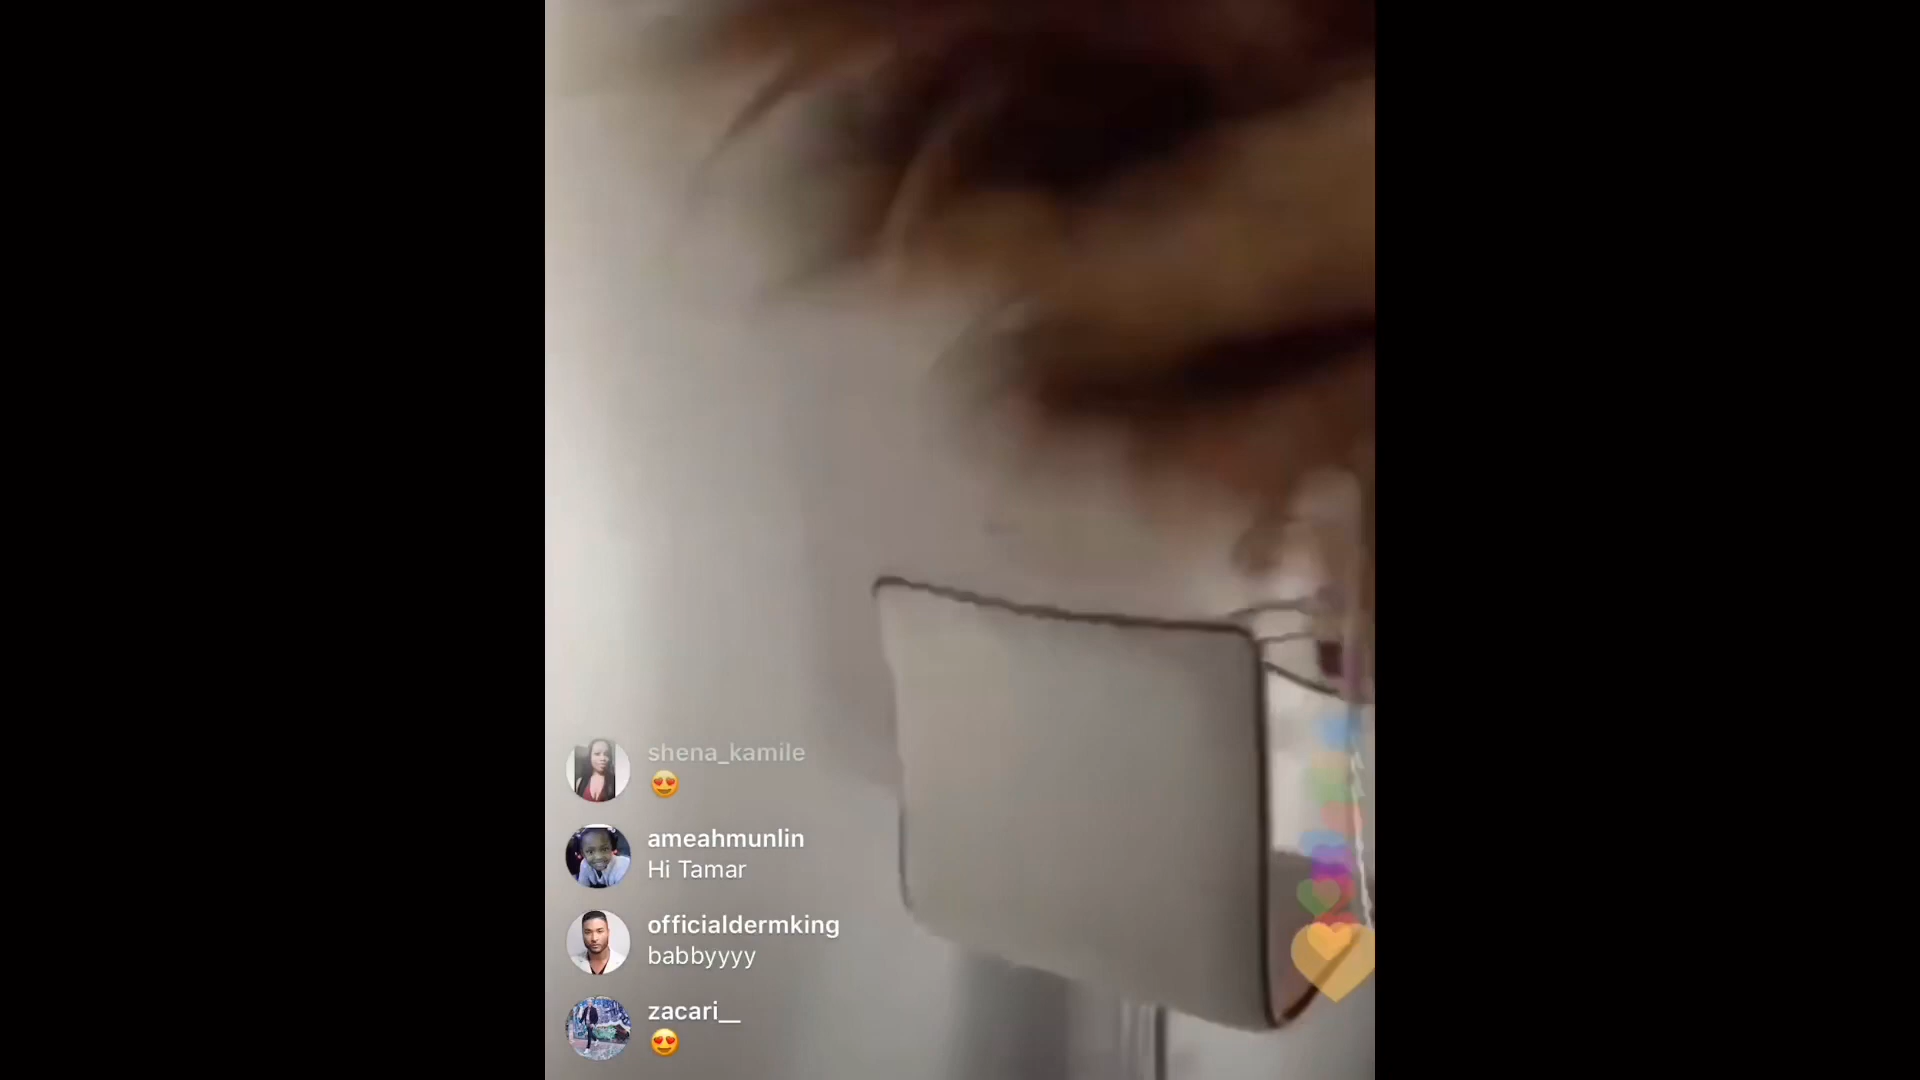 shena_kamile
😍
ameahmunlin
Hi Tamar
officialdermking
babbyyyy
zacari__
😍